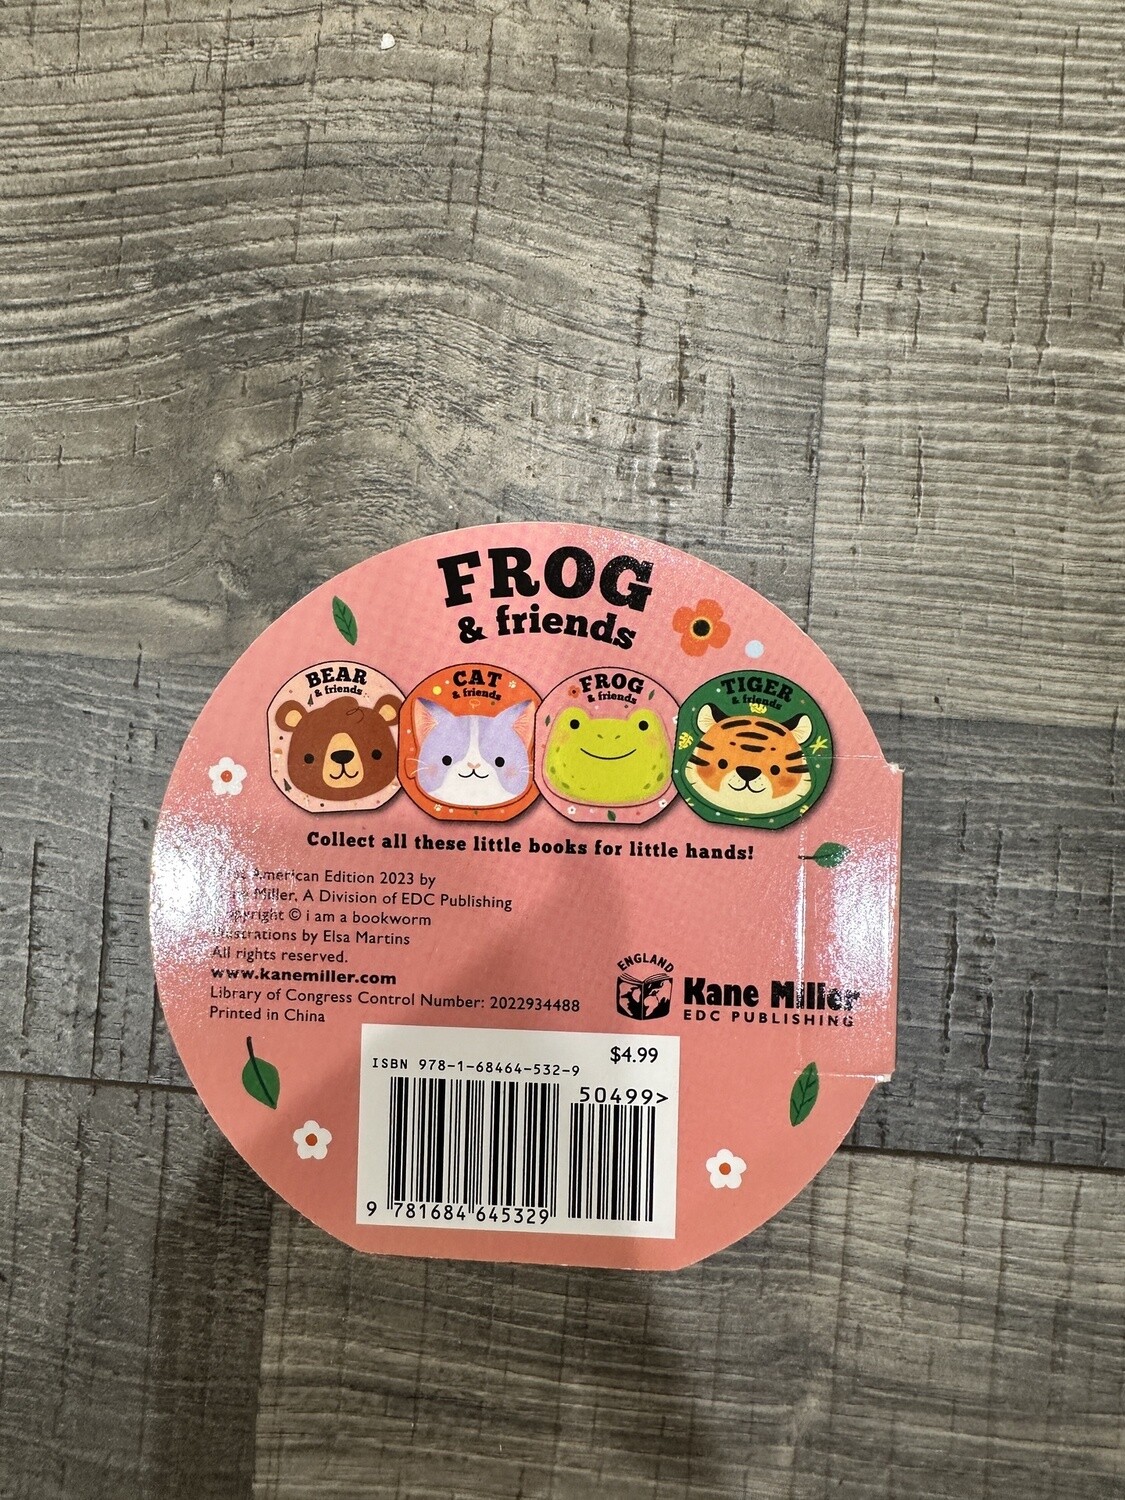 FROG
& friends
BEAR
& friends
CAT
& friends
FROG
& friends
TIGER
& friends
Collect all these little books for little hands!
American Edition 2023 by
Miller, A Division of EDC Publishing
Copyright © i am a bookworm
Illustrations by Elsa Martins
All rights reserved.
www.kanemiller.com
Library of Congress Control Number: 2022934488
Printed in China
ENGLAND
Kane Miller
EDC PUBLISHING
$4.99
ISBN 978-1-68464-532-9
50499>
9 781684 645329